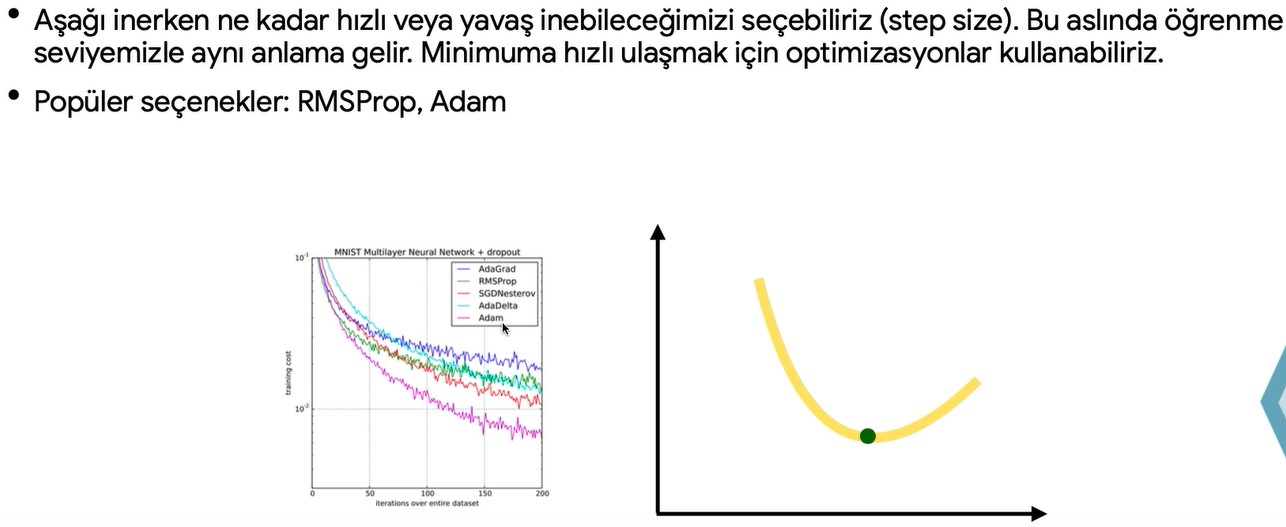 • Aşağı inerken ne kadar hızlı veya yavaş inebileceğimizi seçebiliriz (step size). Bu aslında öğrenme
seviyemizle aynı anlama gelir. Minimuma hızlı ulaşmak için optimizasyonlar kullanabiliriz.
• Popüler seçenekler: RMSProp, Adam
MNIST Multilayer Neural Network + dropout
10⁻¹
AdaGrad
RMSProp
SGDNesterov
AdaDelta
Adam
training cost
10⁻²
0 50 100 150 200
iterations over entire dataset